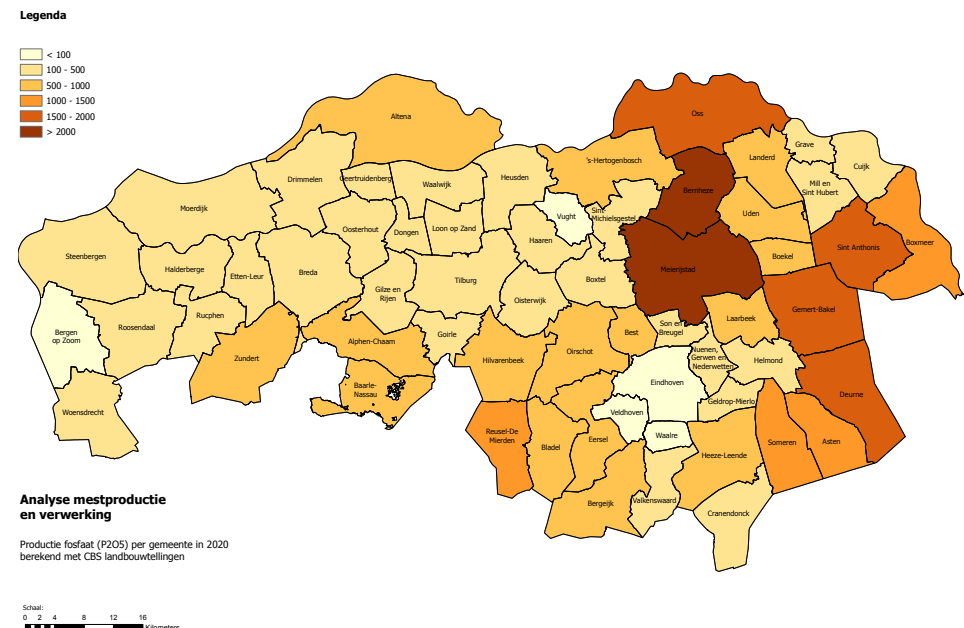 Legenda
< 100
100 - 500
500 - 1000
1000 - 1500
1500 - 2000
> 2000
Altena
Oss
's-Hertogenbosch
Landerd
Grave
Cuijk
Drimmelen
Geertruidenberg
Waalwijk
Heusden
Bernheze
Mill en
Sint Hubert
Moerdijk
Vught
Sint-
Michielsgestel
Uden
Oosterhout
Dongen
Loon op Zand
Haaren
Sint Anthonis
Boxmeer
Steenbergen
Halderberge
Etten-Leur
Breda
Tilburg
Boxtel
Meierijstad
Boekel
Gilze en
Rijen
Oisterwijk
Roosendaal
Rucphen
Bergen
op Zoom
Goirle
Alphen-Chaam
Best
Son en
Breugel
Laarbeek
Gemert-Bakel
Zundert
Hilvarenbeek
Oirschot
Nuenen,
Gerwen en
Nederwetten
Helmond
Baarle-
Nassau
Eindhoven
Woensdrecht
Geldrop-Mierlo
Deurne
Veldhoven
Reusel-De
Mierden
Bladel
Eersel
Waalre
Someren
Asten
Heeze-Leende
Bergeijk
Valkenswaard
Cranendonck
Analyse mestproductie
en verwerking
Productie fosfaat (P2O5) per gemeente in 2020
berekend met CBS landbouwtellingen
Schaal:
0 2 4 8 12 16
Kilometers